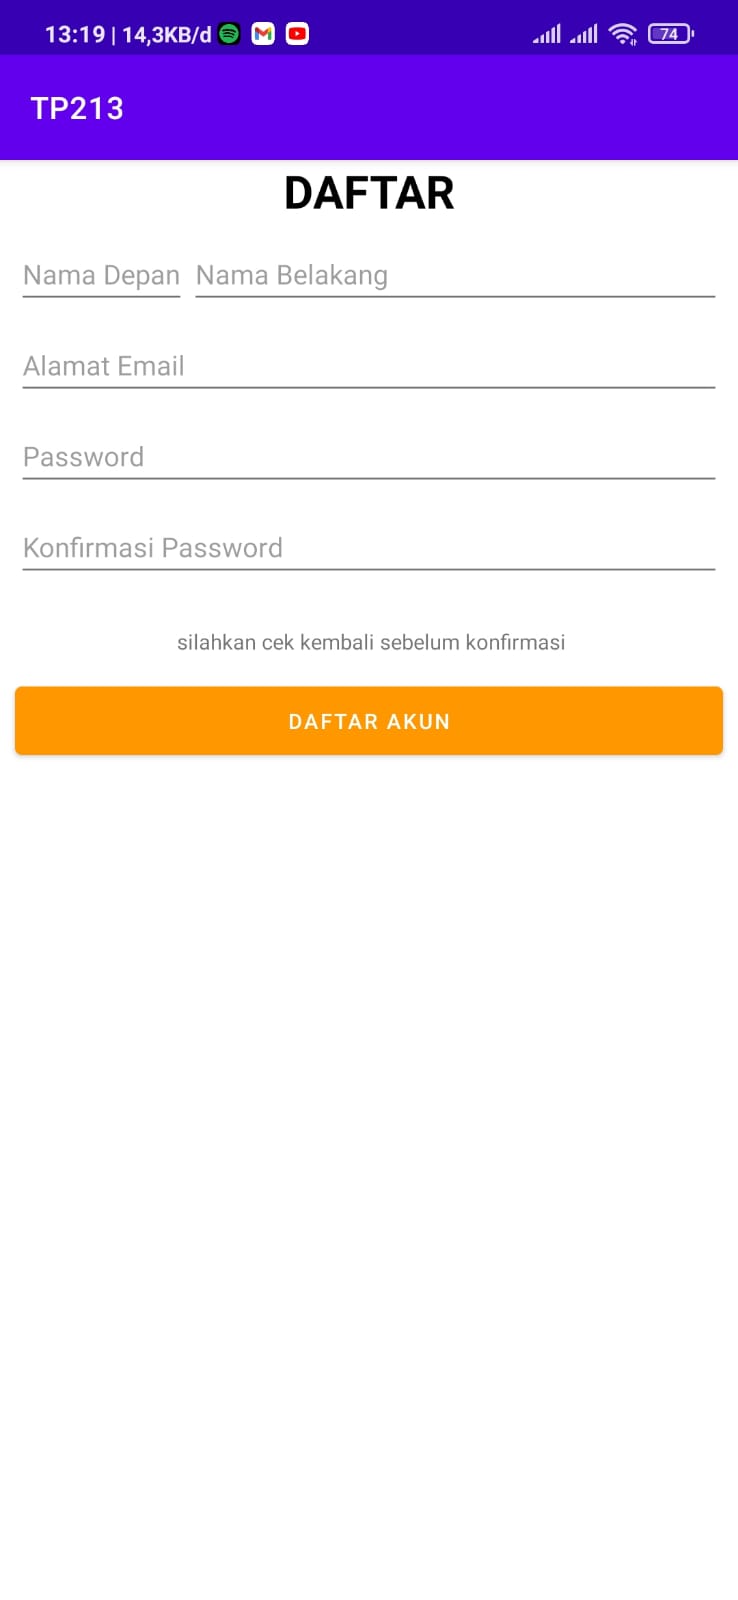 13:19 | 14,3KB/d
74
TP213
DAFTAR
Nama Depan Nama Belakang
Alamat Email
Password
Konfirmasi Password
silahkan cek kembali sebelum konfirmasi
DAFTAR AKUN